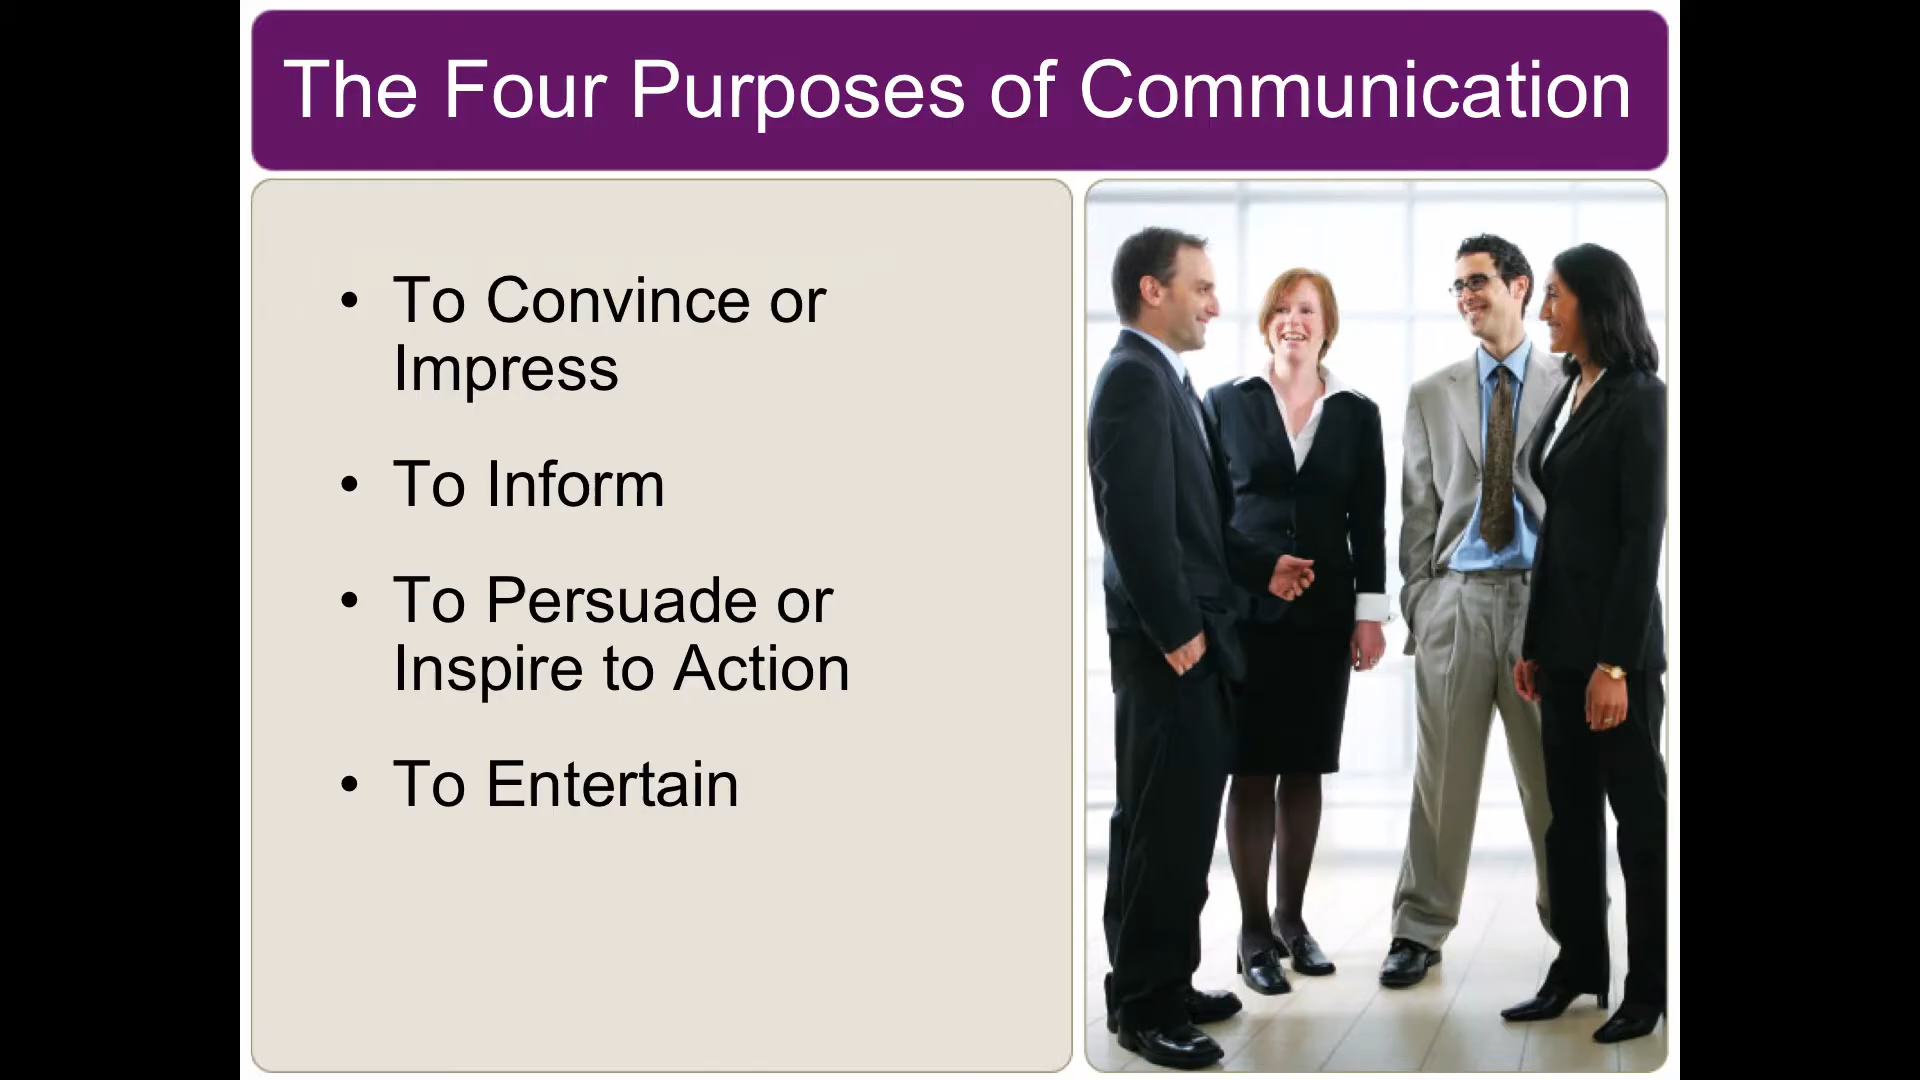 The Four Purposes of Communication
• To Convince or
Impress
• To Inform
• To Persuade or
Inspire to Action
• To Entertain